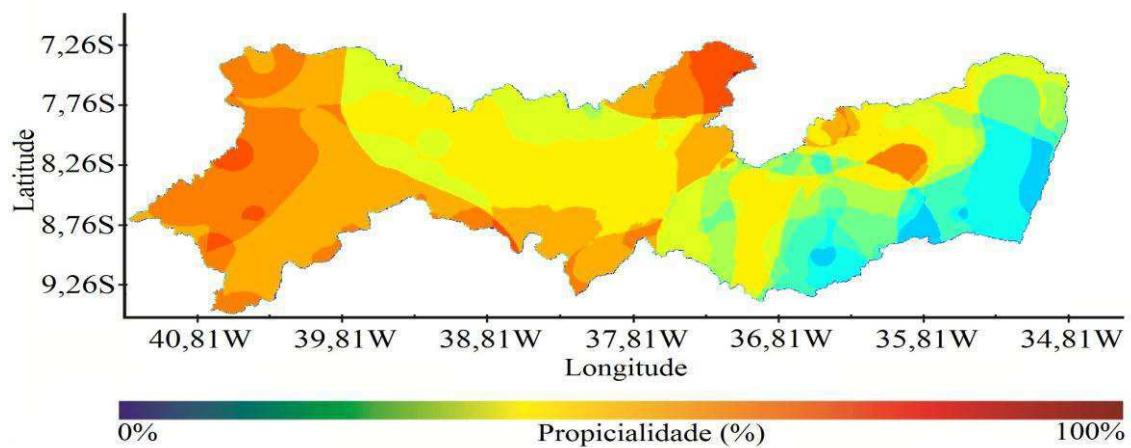 7,26S
7,76S
8,26S
8,76S
9,26S
Latitude
40,81W 39,81W 38,81W 37,81W 36,81W 35,81W 34,81W
Longitude
0% Propicialidade (%) 100%